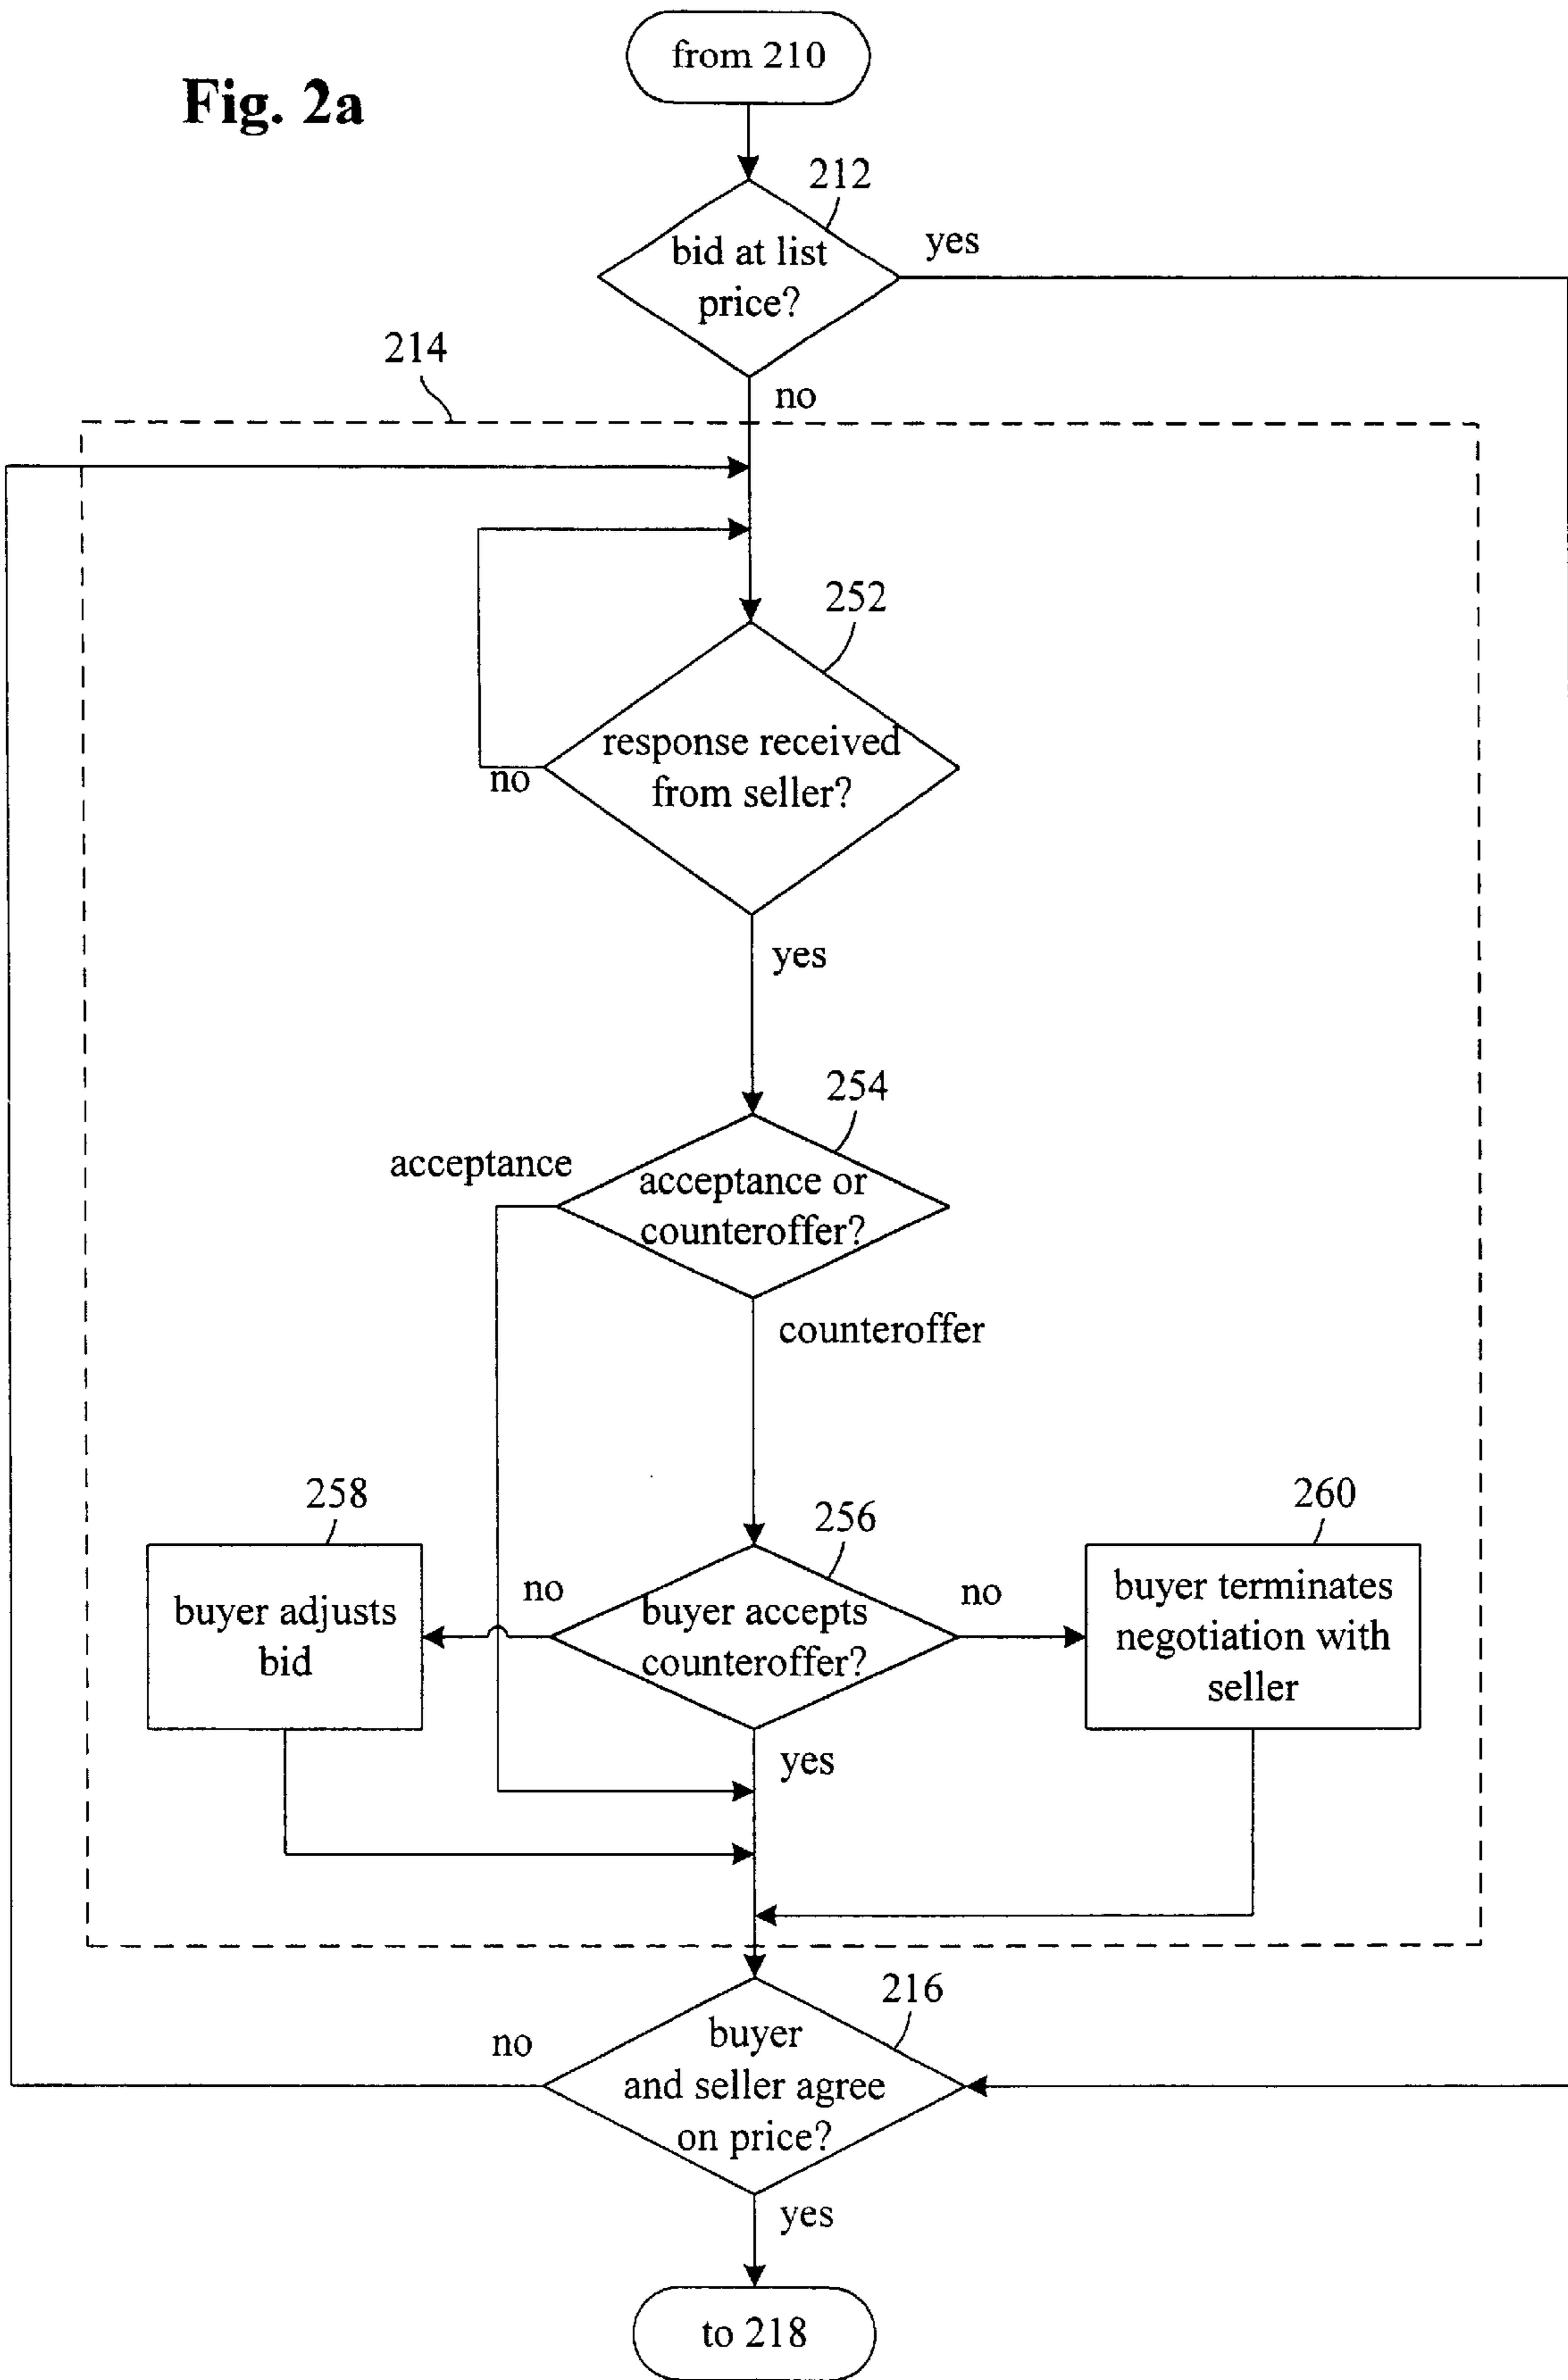 Fig. 2a
from 210
212
bid at list
price?
yes
no
214
252
response received
from seller?
no
yes
254
acceptance
acceptance or
counteroffer?
counteroffer
258
256
260
buyer adjusts
bid
no
buyer accepts
counteroffer?
no
buyer terminates
negotiation with
seller
yes
216
no
buyer
and seller agree
on price?
yes
to 218